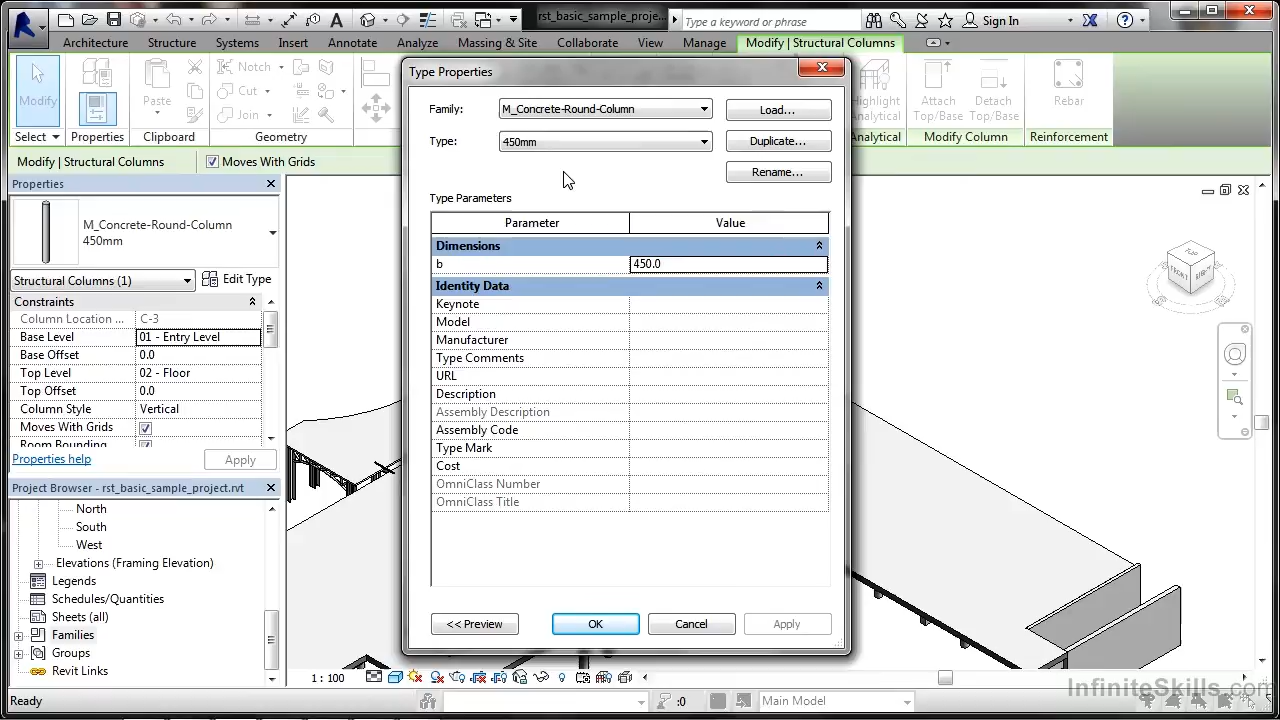 rst_basic_sample_proje...
Type a keyword or phrase
Sign In
Architecture Structure Systems Insert Annotate Analyze Massing & Site Collaborate View Manage Modify | Structural Columns
Modify
Notch
Cut
Join
Paste
Highlight
Analytical
Attach
Top/Base
Detach
Top/Base
Rebar
Select Properties Clipboard Geometry Analytical Modify Column Reinforcement
Modify | Structural Columns Moves With Grids
Properties
M_Concrete-Round-Column
450mm
Structural Columns (1) Edit Type
Constraints
Column Location ... C-3
Base Level 01 - Entry Level
Base Offset 0.0
Top Level 02 - Floor
Top Offset 0.0
Column Style Vertical
Moves With Grids
Room Bounding
Properties help Apply
Project Browser - rst_basic_sample_project.rvt
North
South
West
Elevations (Framing Elevation)
Legends
Schedules/Quantities
Sheets (all)
Families
Groups
Revit Links
Type Properties
Family: M_Concrete-Round-Column Load...
Type: 450mm Duplicate...
Rename...
Type Parameters
Parameter Value
Dimensions
b 450.0
Identity Data
Keynote
Model
Manufacturer
Type Comments
URL
Description
Assembly Description
Assembly Code
Type Mark
Cost
OmniClass Number
OmniClass Title
<< Preview OK Cancel Apply
TOP
FRONT RIGHT
1 : 100
Ready :0 Main Model
InfiniteSkills.com